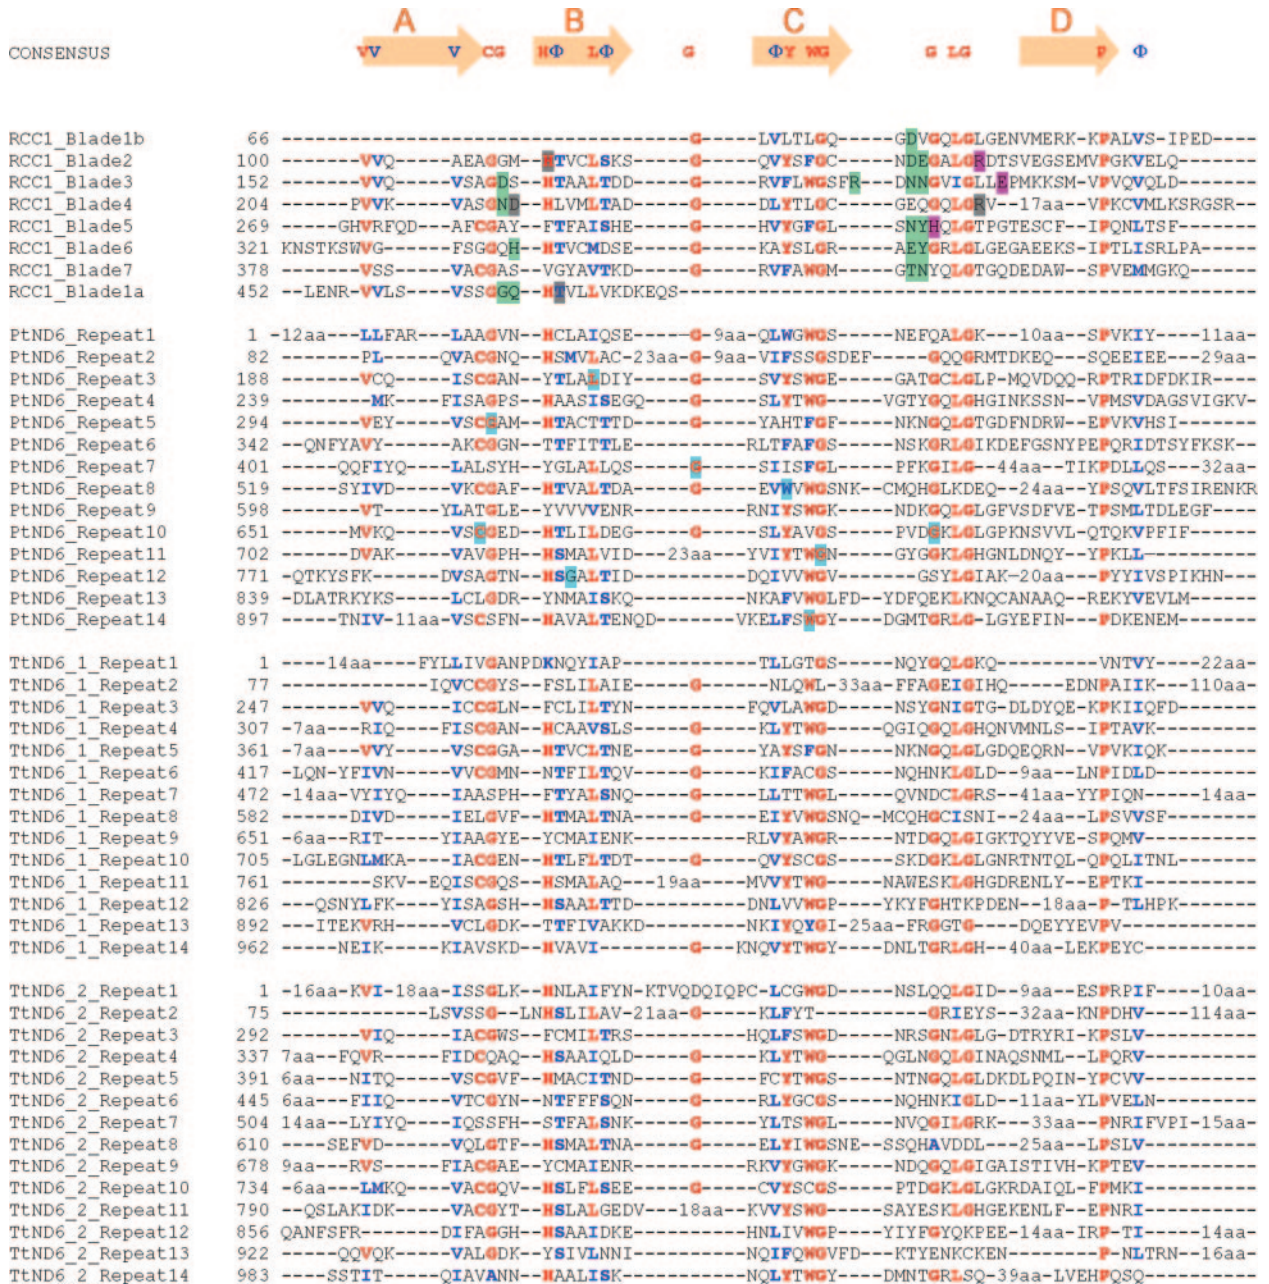 A B C D
CONSENSUS VV V CG HΦ LΦ G ΦY WG G LG P Φ
RCC1_Blade1b 66 -------------------------------------------------G-------LVLTLGQ-------GDVGQLGLGENVMERK-K-PALVS-IPED----
RCC1_Blade2 100 -----VVQ-----AEAGGM--TTVCLSKS-------G------QVYSFGC-----NDEGALGRDTSVEGSEMVPGKVELQ-----
RCC1_Blade3 152 -----VVQ-----VSAGDS--HTAALTDD-------G------RVFLWGSFR---DNNGVIGLLEPMKKSM-VPVQVQLD-----
RCC1_Blade4 204 ----PVVK-----VASGND--HLVMLTAD-------G------DLYTLGC-----GEQGQLGRV--17aa--VPKCVMLKSRGSR--
RCC1_Blade5 269 ---GHVRFQD---AFCGAY--FTFAISHE-------G------HVYGFGL-----SNYHQLGTPGTESCF-IPQNLTSF-----
RCC1_Blade6 321 KNSTKSWVG----FSGGQH--HTVCMDSE-------G------KAYSLGR-----AEYGRLGLGEGAEEKS-IPTLISRLPA----
RCC1_Blade7 378 -----VSS-----VACGAS--VGYAVTKD-------G------RVFAWGM-----GTNYQLGTGQDEDAW-SPVEMMGKQ-----
RCC1_Blade1a 452 --LENR-VVLS---VSSGGQ--HTVLLVKDKEQS-----------------------------------
PtND6_Repeat1 1 -12aa---LLFAR----LAAGVN--HCLAIQSE-----G-9aa-QLWGWGS-----NEFQALGK---10aa---SPVKIY---11aa-
PtND6_Repeat2 82 -------PL-----QVACGNQ--HSMVLAC-23aa-G-9aa-VIFSSGSDEF-----GQQGRMTDKEQ---SQEEIEE---29aa-
PtND6_Repeat3 188 -----VCQ-----ISCGAN--YTLALDIY-----G------SVYSWGE-----GATGCLGLP-MQVDQQ-RPTRIDFDKIR-----
PtND6_Repeat4 239 ------MK----FISAGPS--HAASISEGQ-----G------SLYTWG-----VGTYGQLGHGINKSSN-VPMSVDAGSVIGKV-
PtND6_Repeat5 294 -----VEY-----VSCGAM--HTACTTTD-----G------YAHTFGF-----NKNGQLGTGDFNDRW--EPVKVHSI------
PtND6_Repeat6 342 --QNFYAVY-----AKCGGN--TTFITTLE------------RLTFAFGS-----NSKGRLGIKDEFGSNYPEPQRIDTSYFKSK---
PtND6_Repeat7 401 ----QQFIYQ----LALSYH--YGLALLQS-----G------SIISFGL-----PFKGILG--44aa--TIKPDLLQS---32aa-
PtND6_Repeat8 519 ----SYIVD-----VKCGAF--HTVALTDA-----G------EVWVWGSNK---CMQHGLKDEQ---24aa---YPSQVLTFSIRENKR
PtND6_Repeat9 598 -----VT-----YLATGLE--YVVVVENR------------RNIYSWGK-----NDKGQLGLGFVSDFVE-TPSMLTDLEGF----
PtND6_Repeat10 651 -----MVKQ-----VSCGED--HTLILDEG-----G------SLYAVGS-----PVDGKLGLGPKNSVVL-QTQKVPFIF-----
PtND6_Repeat11 702 -----DVAK-----VAVGPH--HSMALVID---23aa---YVIYTWGN-----GYGGKLGHGNLDNQY--YPKLL--------
PtND6_Repeat12 771 -QTKYSFK------DVSAGTN--HSGALTID-----------DQIVVWGV-----GSYLGIAK-20aa---PYYIVSPIKHN---
PtND6_Repeat13 839 -DLATRKYKS----LCLGDR--YNMAISKQ------------NKAFVWGLFD--YDFQEKLKNQCANAAQ--REKYVEVLM-----
PtND6_Repeat14 897 ----TNIV-11aa-VSCSFN--HAVALTENQD-------VKELFSWGY-----DGMTGRLG-LGYEFIN----PDKENEM-----
TtND6_1_Repeat1 1 ---14aa-----FYLLIVGANPDKNQYIAP----------TLLGTGS-----NQYGQLGKQ--------VNTVY---22aa-
TtND6_1_Repeat2 77 ----------IQVCCGYS--FSLILAIE-----G------NLQWL-33aa-FFAGEIGIHQ-----EDNPAIIK---110aa-
TtND6_1_Repeat3 247 -----VVQ-----ICCGLN--FCLILTYN------------FQVLAWGD-----NSYGNIGTG-DLDYQE-KPKIIQFD------
TtND6_1_Repeat4 307 -7aa---RIQ----FISCGAN--HCAAVSLS-----G------KLYTWG-----QGIQGQLGHQNVMNLS-IPTAVK--------
TtND6_1_Repeat5 361 -7aa---VVY-----VSCGGA--HTVCLTNE-----G------YAYSFGN-----NKNGQLGLGDQEQRN--VPVKIQK-------
TtND6_1_Repeat6 417 -LQN-YFIVN-----VVCGMN--NTFILTQV-----G------KIFACGS-----NQHNKLGLD--9aa--LNPIDLD-------
TtND6_1_Repeat7 472 -14aa-VYIYQ----IAASPH--FTYALSNQ-----G------LLTTWGL-----QVNDCLGRS--41aa-YYPIQN-----14aa-
TtND6_1_Repeat8 582 -----DIVD-----IELGVF--HTMALTNA-----G------EIYVWGSNQ--MCQHGCISNI--24aa---LPSVVSF------
TtND6_1_Repeat9 651 -6aa--RIT-----YIAAGYE--YCMAIENK------------RLVYAWR-----NTDGQLGIGKTQYYVE-SPQMV--------
TtND6_1_Repeat10 705 -LGLEGNLMKA----IACGEN--HTLFLTDT-----G------QVYSCGS-----SKDGKLGLGNRTNTQL-QPQLITNL-----
TtND6_1_Repeat11 761 ------SKV---EQISCGQS--HSMALAQ---19aa---MVVYTWG-----NAWESKLGHGDRENLY--EPTKI--------
TtND6_1_Repeat12 826 --QSNYLFK----YISAGSH--HSAALTTD------------DNLVVWGP-----YKYFGHTKPDEN--18aa--P-TLHPK-----
TtND6_1_Repeat13 892 ---ITEKVRH-----VCLGDK--TTFIVAKKD------------NKIYQYGI-25aa-FRGGTG----DQEYYEVPV--------
TtND6_1_Repeat14 962 -----NEIK-----KIAVSKD--HVAVI-------G---KNQVYTWGY-----DNLTGRLGH--40aa-LEKPEYC--------
TtND6_2_Repeat1 1 -16aa-KVI-18aa-ISSGLK--HNLAIFYN-KTVQDQIQPC-LCGWGD-----NSLQQLGID--9aa--ESPRPIF---10aa-
TtND6_2_Repeat2 75 ----------LSVSSG--LNHSLILAV-21aa-G------KLFYT--------GRIEYS--32aa-KNPDHV---114aa-
TtND6_2_Repeat3 292 -----VIQ-----IACGWS--FCMILTRS------------HQLFSWGD-----NRSGNLGLG-DTRYRI-KPSLV--------
TtND6_2_Repeat4 337 7aa--FQVR-----FIDCQAQ--HSAAIQLD-----G------KLYTWG-----QGLNGQLGINAQSNML--LPQRV--------
TtND6_2_Repeat5 391 6aa---NITQ-----VSCGVF--HMACITND-----G------FCYTWGS-----NTNGQLGLDKDLPQIN-YPCVV--------
TtND6_2_Repeat6 445 6aa---FIIQ-----VTCGYN--NTFFFSQN-----G------RLYGCGS-----NQHNKIGLD--11aa--YLPVELN------
TtND6_2_Repeat7 504 14aa--LYIYQ----IQSSFH--STFALSNK-----G------YLTSWGL-----NVQGILGRK---33aa---PNRIFVPI-15aa-
TtND6_2_Repeat8 610 ---SEFVD-----VQLGTF--HSMALTNA-----G------ELYIWGSNE---SSQHAVDDL--25aa--LPSLV--------
TtND6_2_Repeat9 678 9aa---RVS-----FIACGAE--YCMAIENR------------RKVYGWGK-----NDQGQLGIGAISTIVH-KPTEV--------
TtND6_2_Repeat10 734 -6aa---LMKQ-----VACGQV--HSLFLSEE-----G------CVYSCGS-----PTDGKLGLGKRDAIQL-FPMKI--------
TtND6_2_Repeat11 790 --QSLAKIDK-----VACGYT--HSLALGEDV---18aa---KVVYSWG-----SAYESKLGHGEKENLF--EPNRI--------
TtND6_2_Repeat12 856 QANFSFR------DIFAGGH--HSAAIDKE------------HNLIVWGP-----YIYFGYQKPEE--14aa--IRP-TI----14aa-
TtND6_2_Repeat13 922 ----QQVQK-----VALGDK--YSIVLNNI------------NQIFQWGVFD---KTYENKCKEN---------P-NLTRN--16aa-
TtND6_2_Repeat14 983 ---SSTIT-----QIAVANN--HAALISK------------NQLYTWGY-----DMNTGRLSQ-39aa--LVEHPQSQ-----